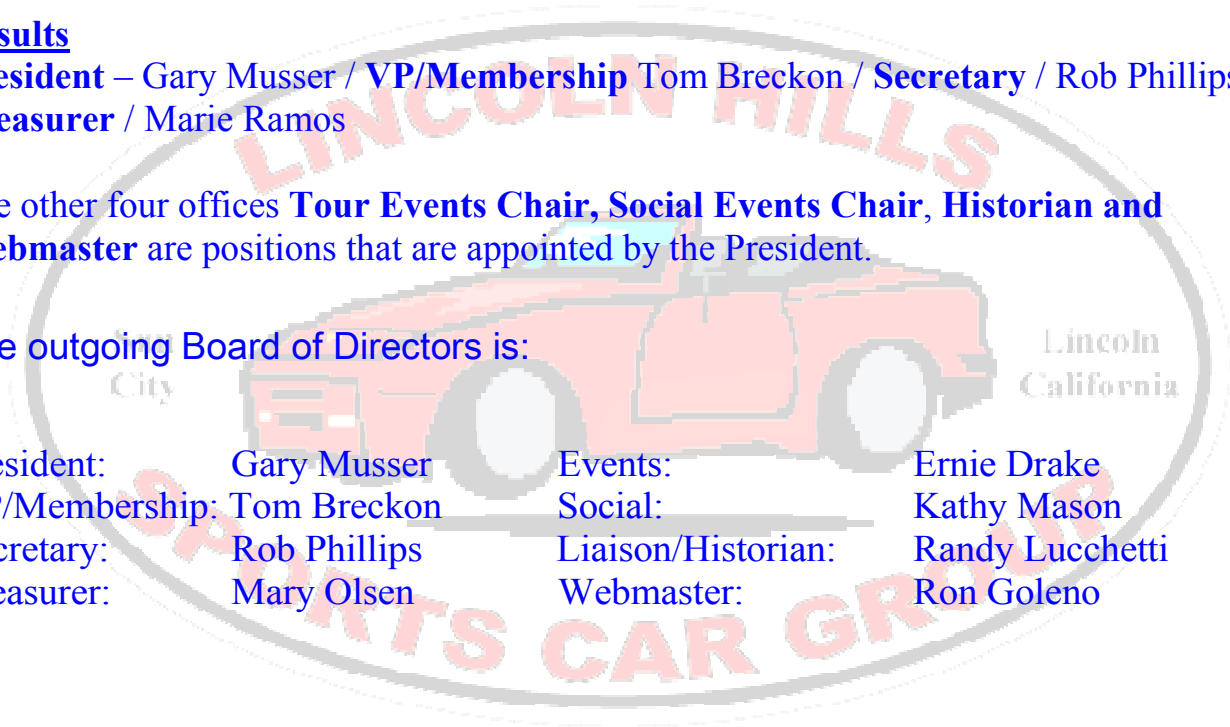 sults
esident – Gary Musser / VP/Membership Tom Breckon / Secretary / Rob Phillips
easurer / Marie Ramos
LINCOLN HILLS
e other four offices Tour Events Chair, Social Events Chair, Historian and
ebmaster are positions that are appointed by the President.
e outgoing Board of Directors is:
City
Lincoln
California
esident: Gary Musser Events: Ernie Drake
P/Membership: Tom Breckon Social: Kathy Mason
cretary: Rob Phillips Liaison/Historian: Randy Lucchetti
easurer: Mary Olsen Webmaster: Ron Goleno
SPORTS CAR GROUP